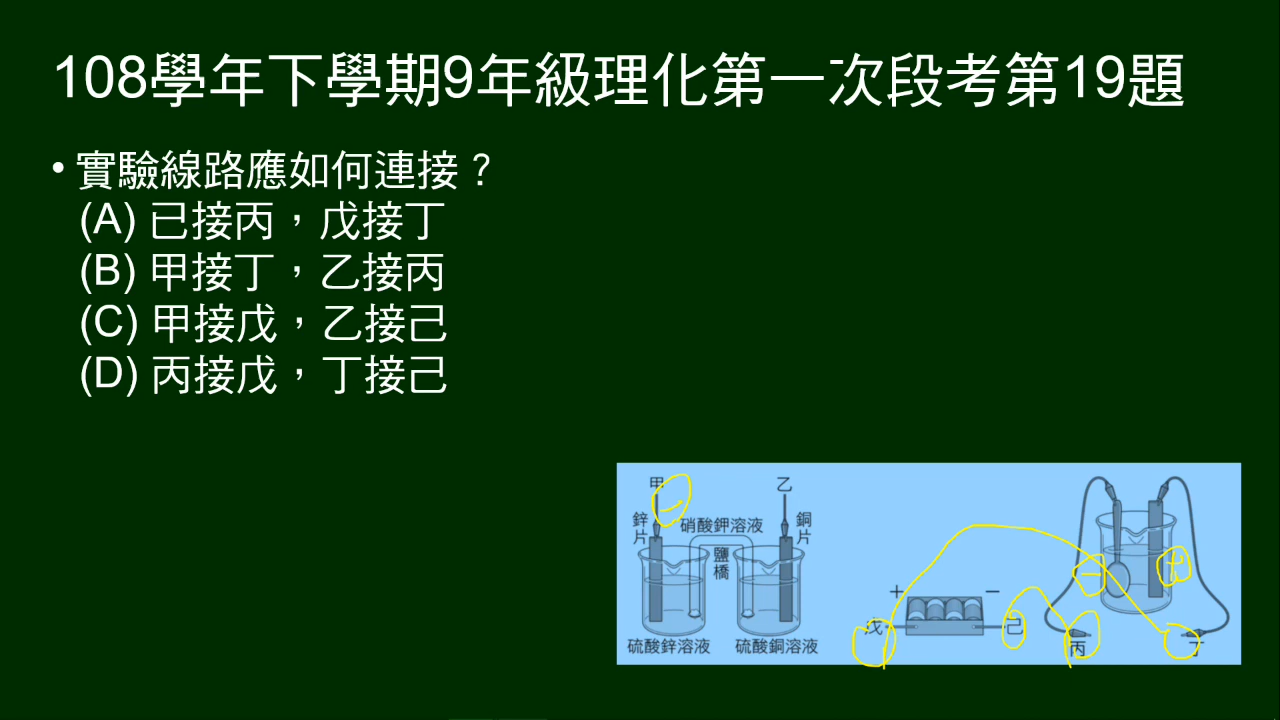 108學年下學期9年級理化第一次段考第19題
• 實驗線路應如何連接？
(A) 已接丙，戊接丁
(B) 甲接丁，乙接丙
(C) 甲接戊，乙接己
(D) 丙接戊，丁接己
甲
乙
鋅片
硝酸鉀溶液
銅片
鹽橋
硫酸鋅溶液
硫酸銅溶液
+
−
戊
己
丙
丁
−
−
+